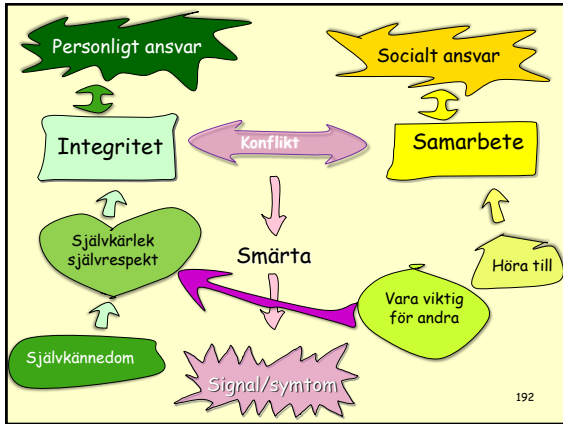 Personligt ansvar
Socialt ansvar
Integritet
Konflikt
Samarbete
Självkärlek
självrespekt
Smärta
Höra till
Vara viktig
för andra
Självkännedom
Signal/symtom
192